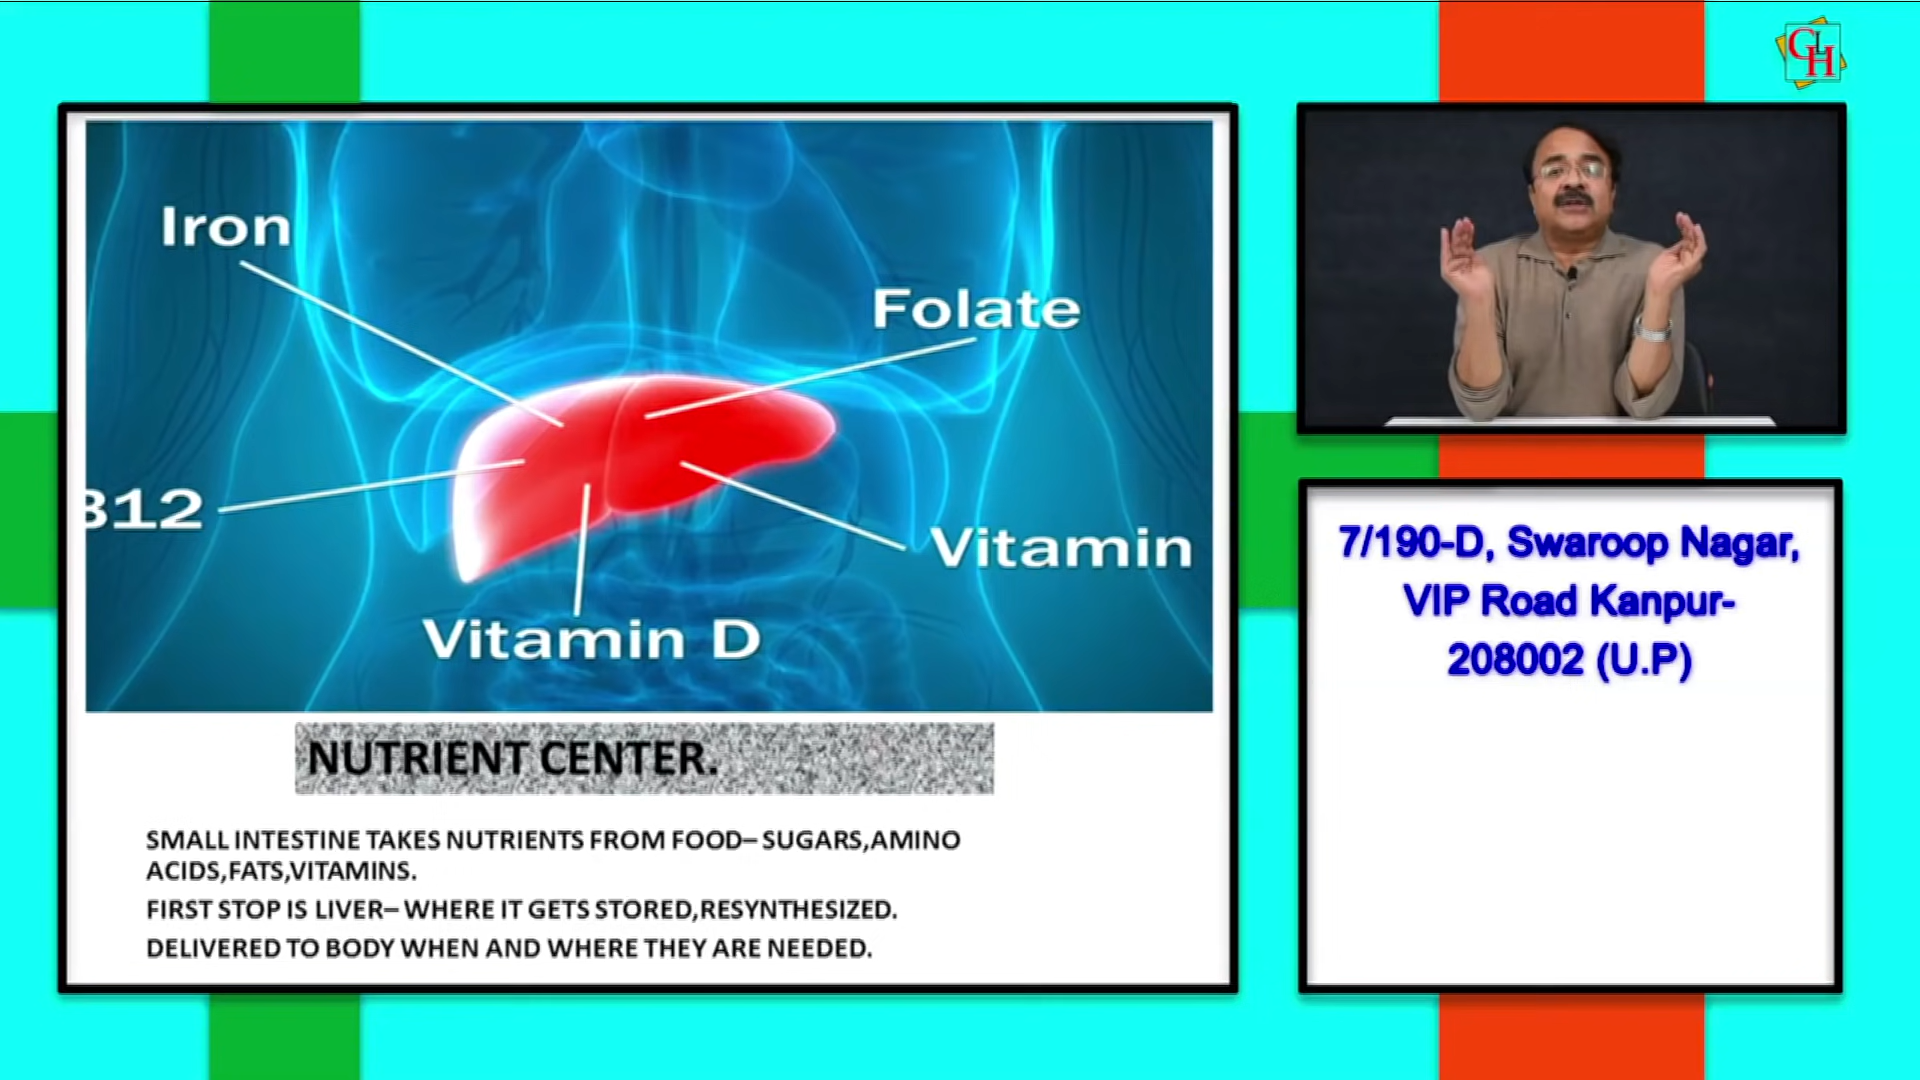 Iron
Folate
B12
Vitamin
Vitamin D
NUTRIENT CENTER.
SMALL INTESTINE TAKES NUTRIENTS FROM FOOD– SUGARS,AMINO
ACIDS,FATS,VITAMINS.
FIRST STOP IS LIVER– WHERE IT GETS STORED,RESYNTHESIZED.
DELIVERED TO BODY WHEN AND WHERE THEY ARE NEEDED.
GLH
7/190-D, Swaroop Nagar,
VIP Road Kanpur-
208002 (U.P)